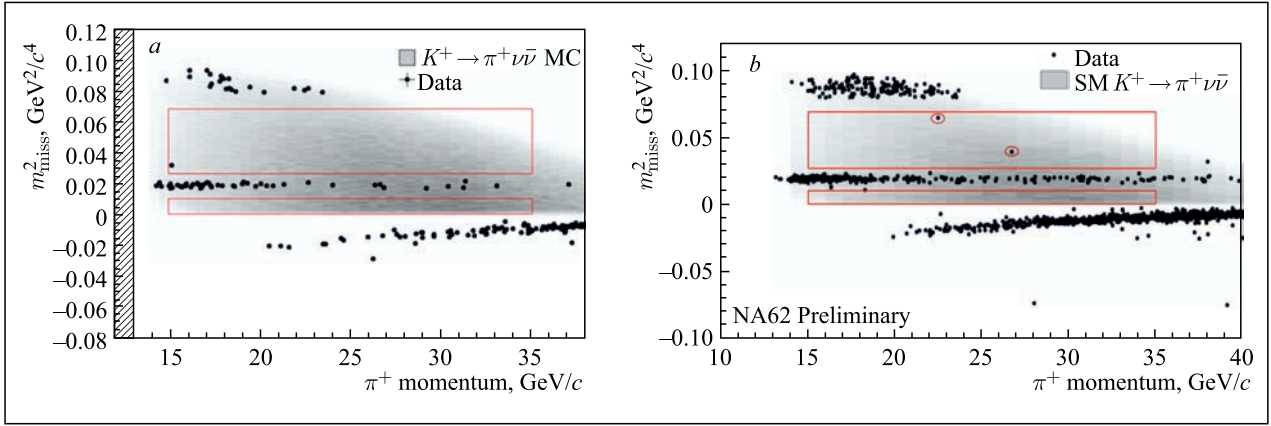 a
K⁺ → π⁺νν̄ MC
Data
m²miss, GeV²/c⁴
0.12
0.10
0.08
0.06
0.04
0.02
0
–0.02
–0.04
–0.06
–0.08
15 20 25 30 35
π⁺ momentum, GeV/c
b
Data
SM K⁺ → π⁺νν̄
m²miss, GeV²/c⁴
0.10
0.05
0
–0.05
–0.10
NA62 Preliminary
10 15 20 25 30 35 40
π⁺ momentum, GeV/c